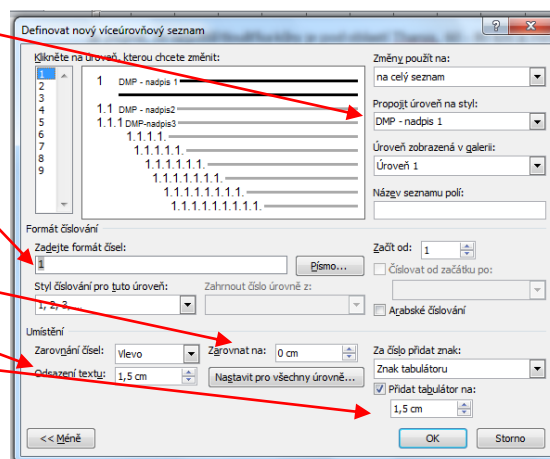 Definovat nový víceúrovňový seznam
Klikněte na úroveň, kterou chcete změnit:
1
2
3
4
5
6
7
8
9
1 DMP - nadpis 1
1.1 DMP - nadpis2
1.1.1 DMP-nadpis3
1.1.1.1.
1.1.1.1.1.
1.1.1.1.1.1.
1.1.1.1.1.1.1.
1.1.1.1.1.1.1.1.
1.1.1.1.1.1.1.1.1.
Změny použít na:
na celý seznam
Propojit úroveň na styl:
DMP - nadpis 1
Úroveň zobrazená v galerii:
Úroveň 1
Název seznamu polí:
Formát číslování
Zadejte formát čísel:
1
Písmo...
Styl číslování pro tuto úroveň:
1, 2, 3, ...
Zahrnout číslo úrovně z:
Začít od: 1
Číslovat od začátku po:
Arabské číslování
Umístění
Zarovnání čísel: Vlevo
Zarovnat na: 0 cm
Odsazení textu: 1,5 cm
Nastavit pro všechny úrovně...
Za číslo přidat znak:
Znak tabulátoru
Přidat tabulátor na:
1,5 cm
<< Méně
OK
Storno